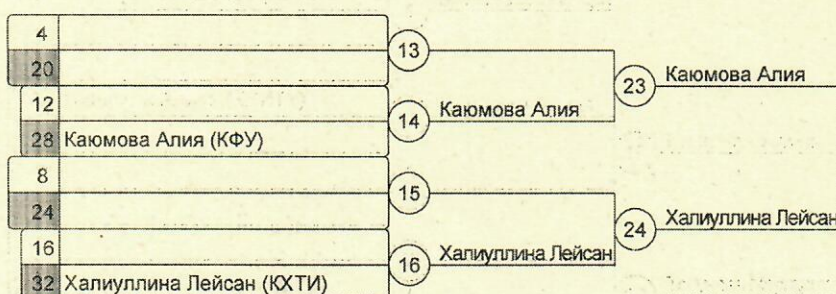 4
20
13
12
28 Каюмова Алия (КФУ)
14 Каюмова Алия
23 Каюмова Алия
8
24
15
16
32 Халиуллина Лейсан (КХТИ)
16 Халиуллина Лейсан
24 Халиуллина Лейсан